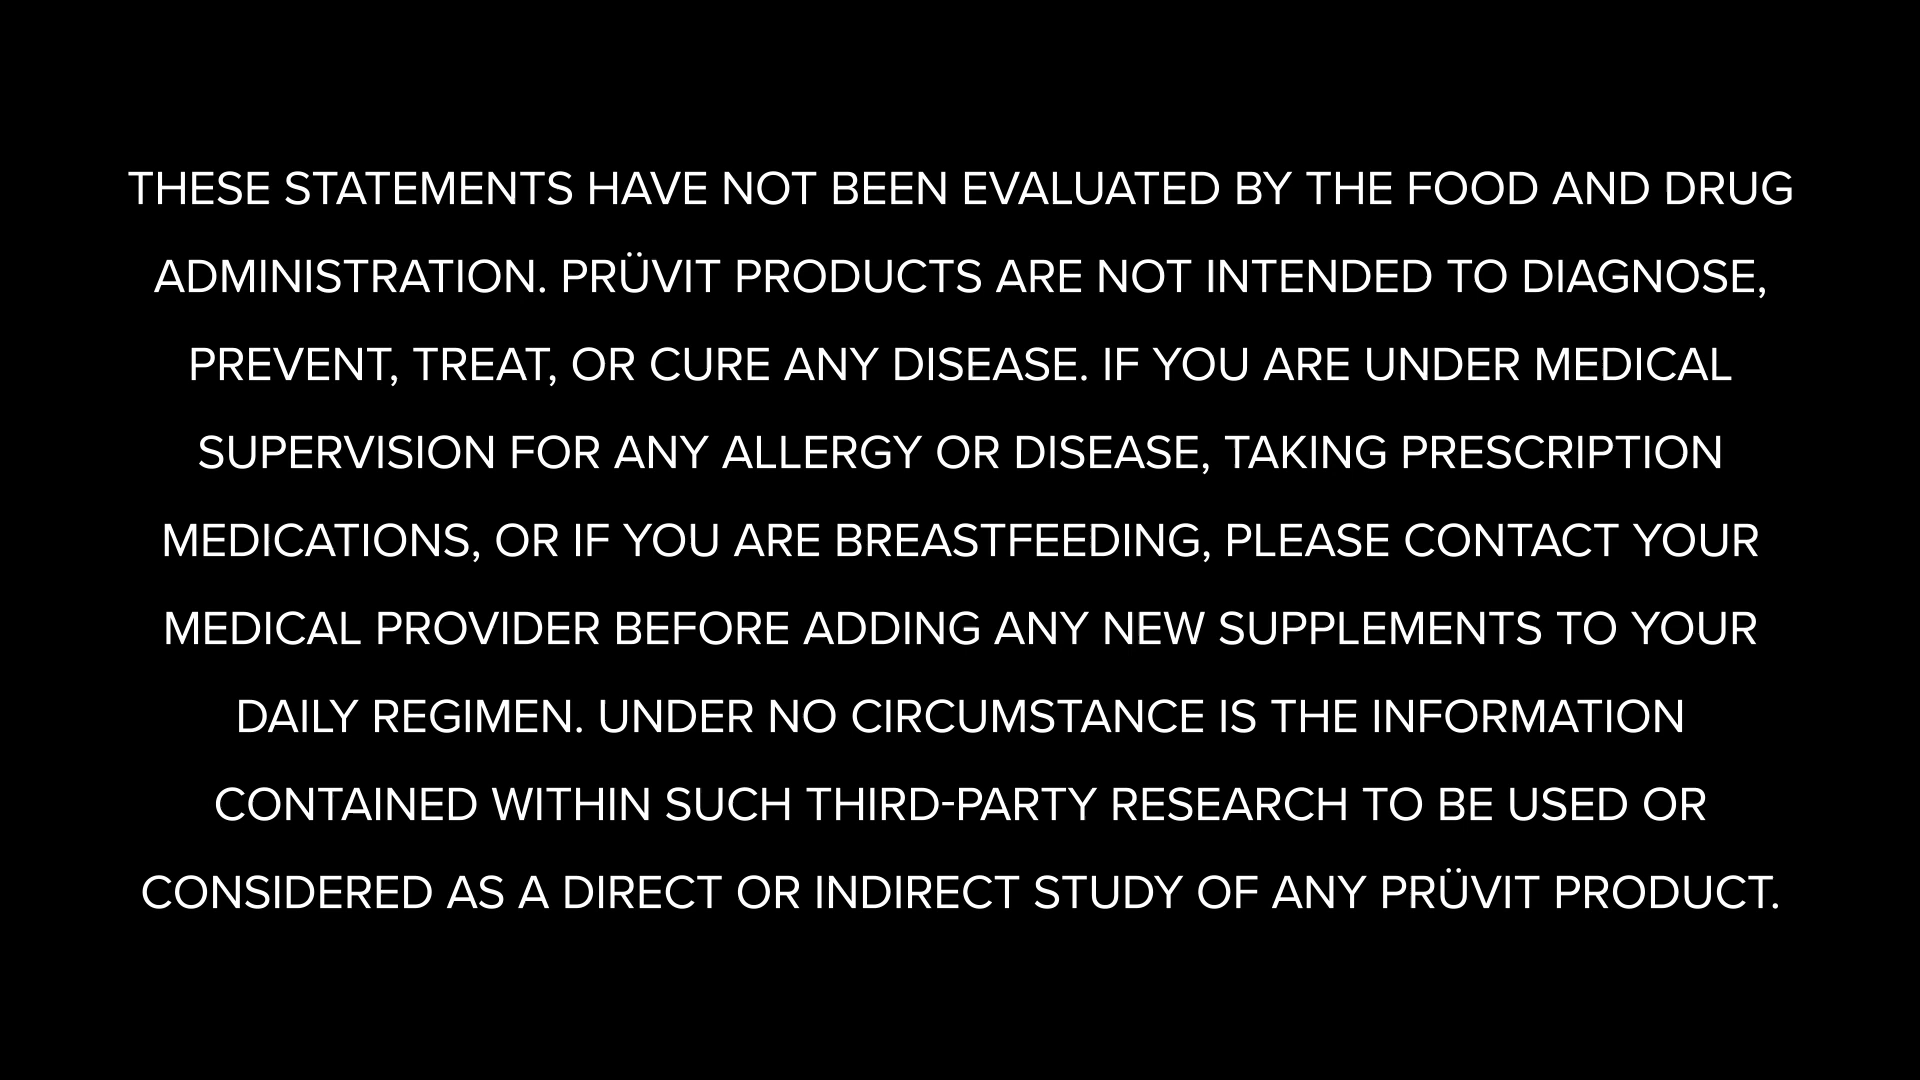 THESE STATEMENTS HAVE NOT BEEN EVALUATED BY THE FOOD AND DRUG
ADMINISTRATION. PRÜVIT PRODUCTS ARE NOT INTENDED TO DIAGNOSE,
PREVENT, TREAT, OR CURE ANY DISEASE. IF YOU ARE UNDER MEDICAL
SUPERVISION FOR ANY ALLERGY OR DISEASE, TAKING PRESCRIPTION
MEDICATIONS, OR IF YOU ARE BREASTFEEDING, PLEASE CONTACT YOUR
MEDICAL PROVIDER BEFORE ADDING ANY NEW SUPPLEMENTS TO YOUR
DAILY REGIMEN. UNDER NO CIRCUMSTANCE IS THE INFORMATION
CONTAINED WITHIN SUCH THIRD-PARTY RESEARCH TO BE USED OR
CONSIDERED AS A DIRECT OR INDIRECT STUDY OF ANY PRÜVIT PRODUCT.